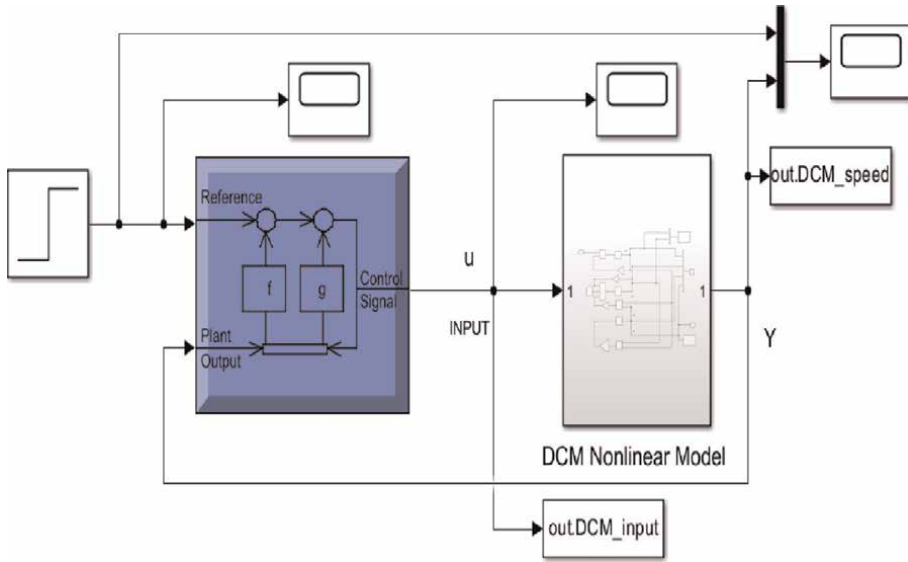 out.DCM_speed
Reference
f
g
Control
Signal
Plant
Output
u
INPUT
1
1
Y
DCM Nonlinear Model
out.DCM_input